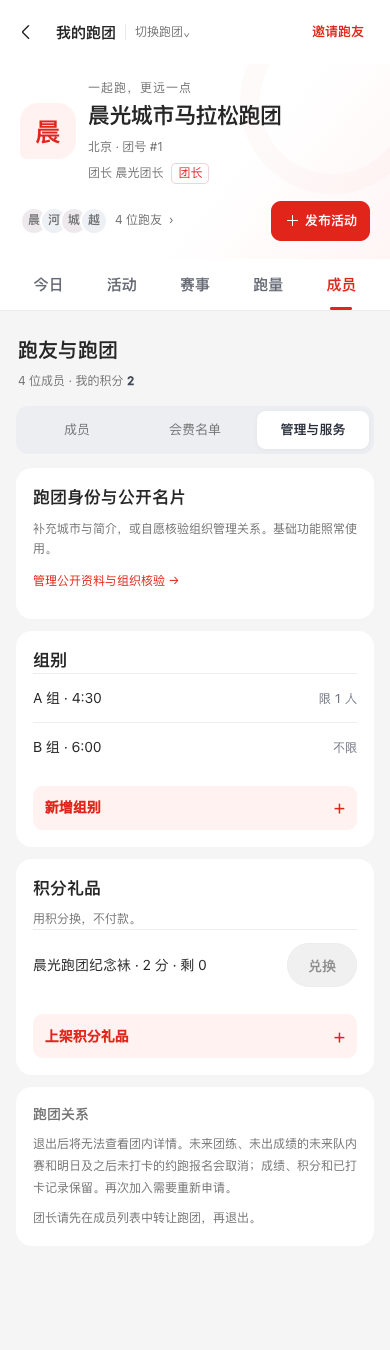 我的跑团
切换跑团⌄
邀请跑友
一起跑，更远一点
晨
晨光城市马拉松跑团
北京 · 团号 #1
团长 晨光团长 团长
晨 河 城 越 4 位跑友 ›
＋ 发布活动
今日 活动 赛事 跑量 成员
跑友与跑团
4 位成员 · 我的积分 2
成员 会费名单 管理与服务
跑团身份与公开名片
补充城市与简介，或自愿核验组织管理关系。基础功能照常使
用。
管理公开资料与组织核验 →
组别
A 组 · 4:30 限 1 人
B 组 · 6:00 不限
新增组别 +
积分礼品
用积分换，不付款。
晨光跑团纪念袜 · 2 分 · 剩 0 兑换
上架积分礼品 +
跑团关系
退出后将无法查看团内详情。未来团练、未出成绩的未来队内
赛和明日及之后未打卡的约跑报名会取消；成绩、积分和已打
卡记录保留。再次加入需要重新申请。
团长请先在成员列表中转让跑团，再退出。